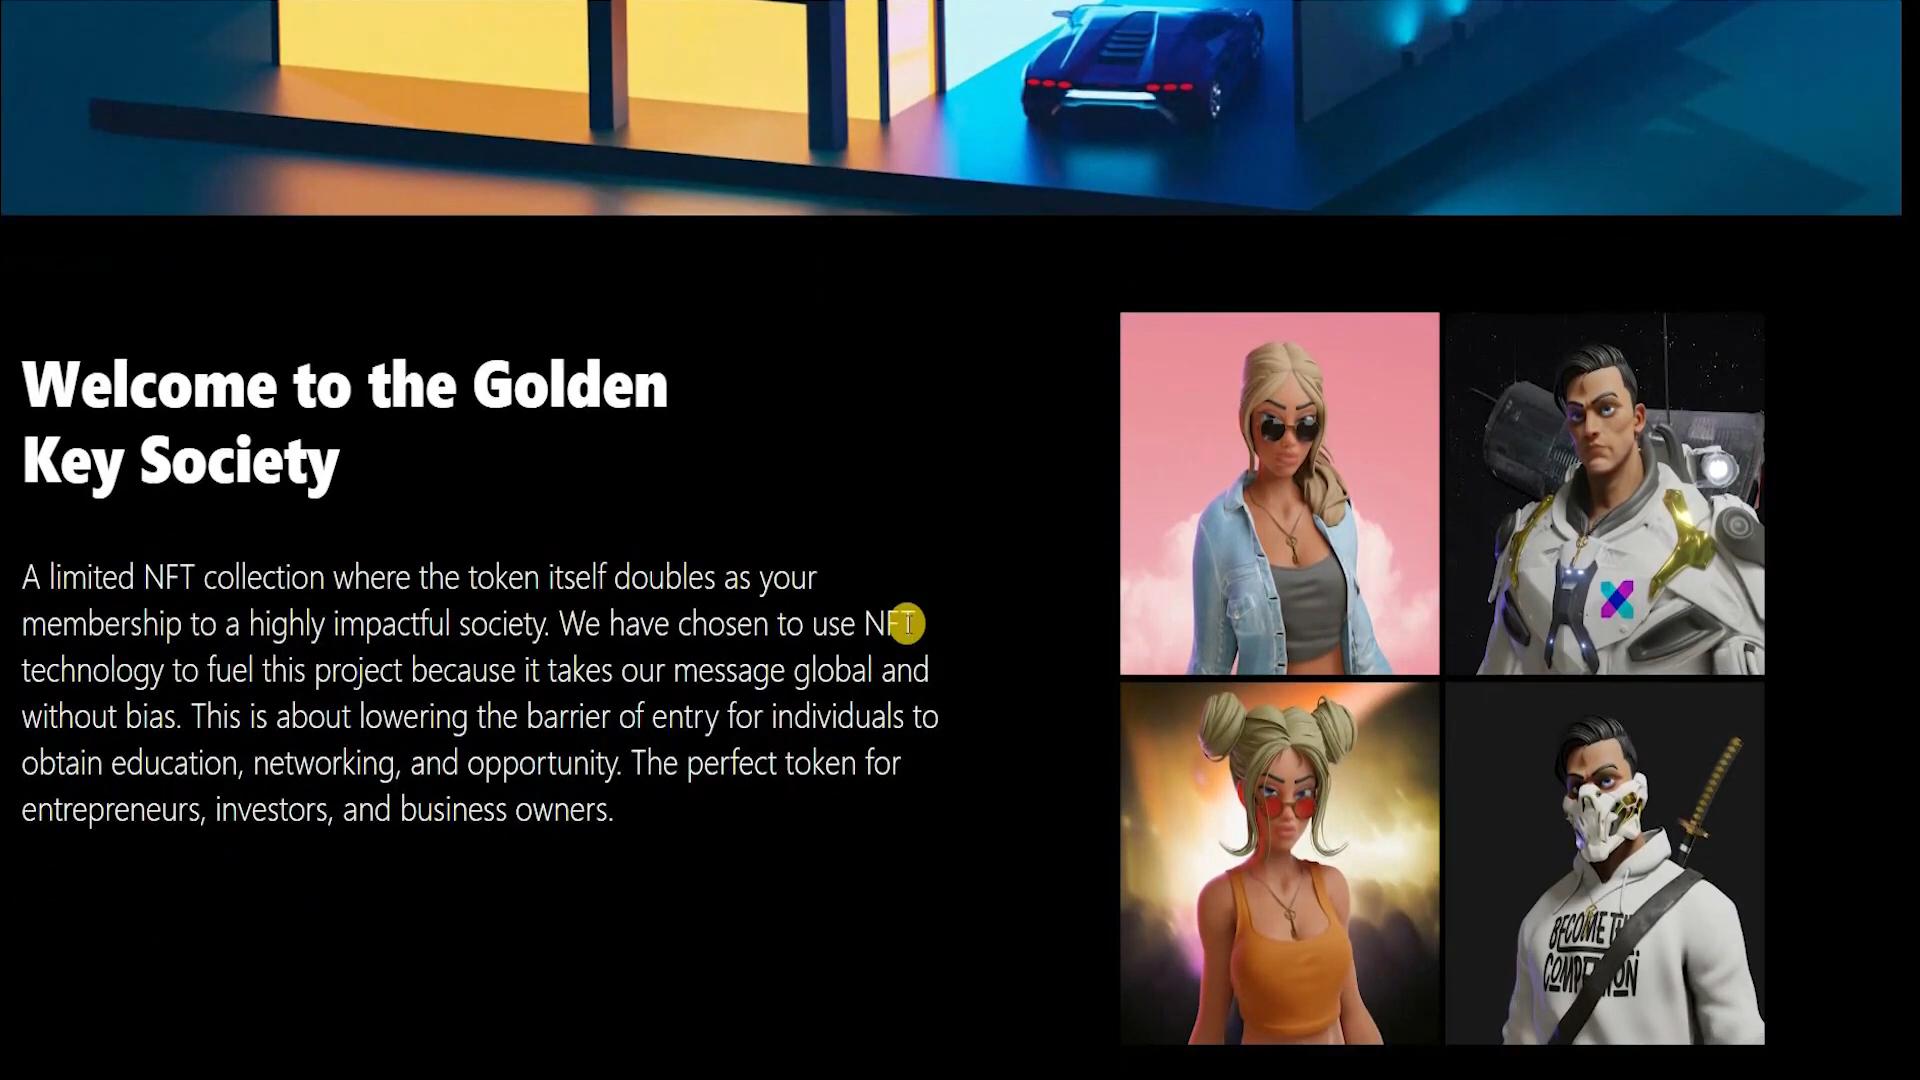 Welcome to the Golden
Key Society
A limited NFT collection where the token itself doubles as your
membership to a highly impactful society. We have chosen to use NFT
technology to fuel this project because it takes our message global and
without bias. This is about lowering the barrier of entry for individuals to
obtain education, networking, and opportunity. The perfect token for
entrepreneurs, investors, and business owners.
BECOME